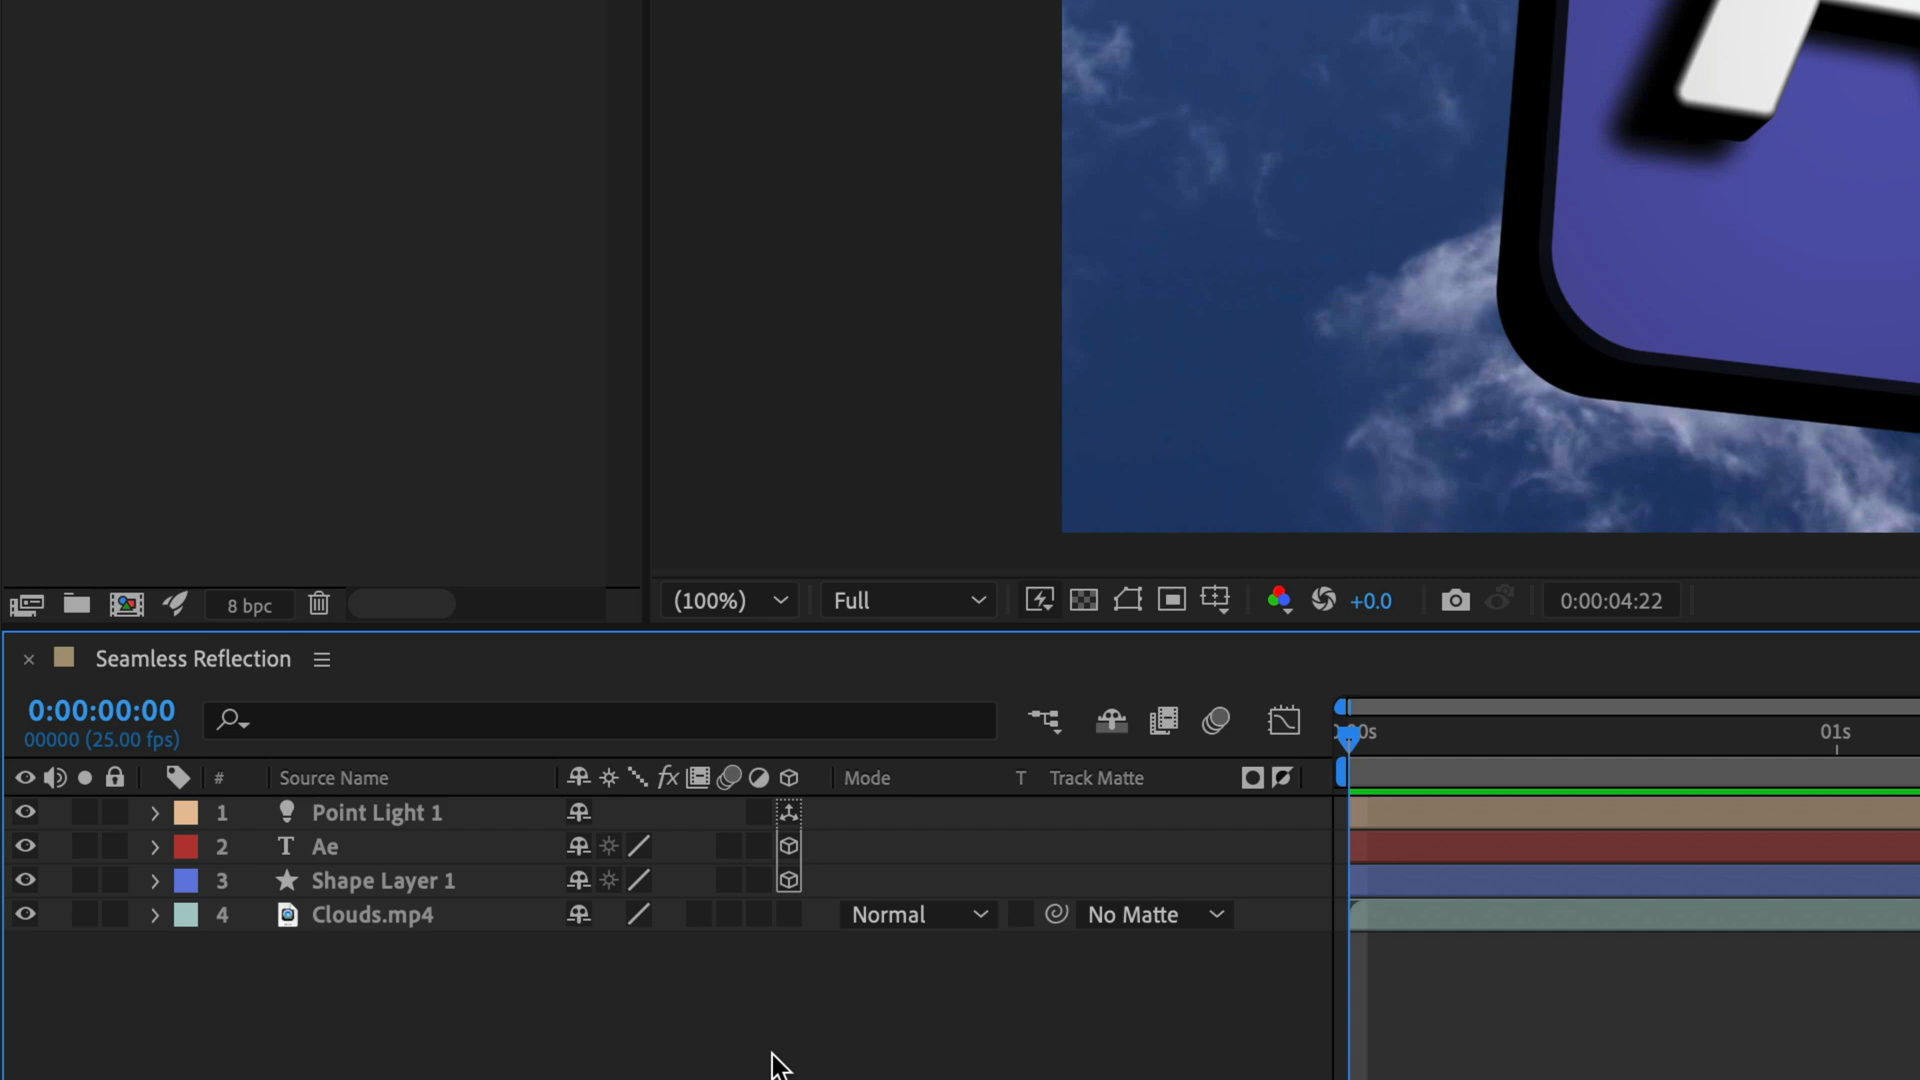 8 bpc
(100%)
Full
+0.0
0:00:04:22
Seamless Reflection
0:00:00:00
00000 (25.00 fps)
01s
#
Source Name
fx
Mode
T
Track Matte
1
Point Light 1
2
T
Ae
3
Shape Layer 1
4
Clouds.mp4
Normal
No Matte